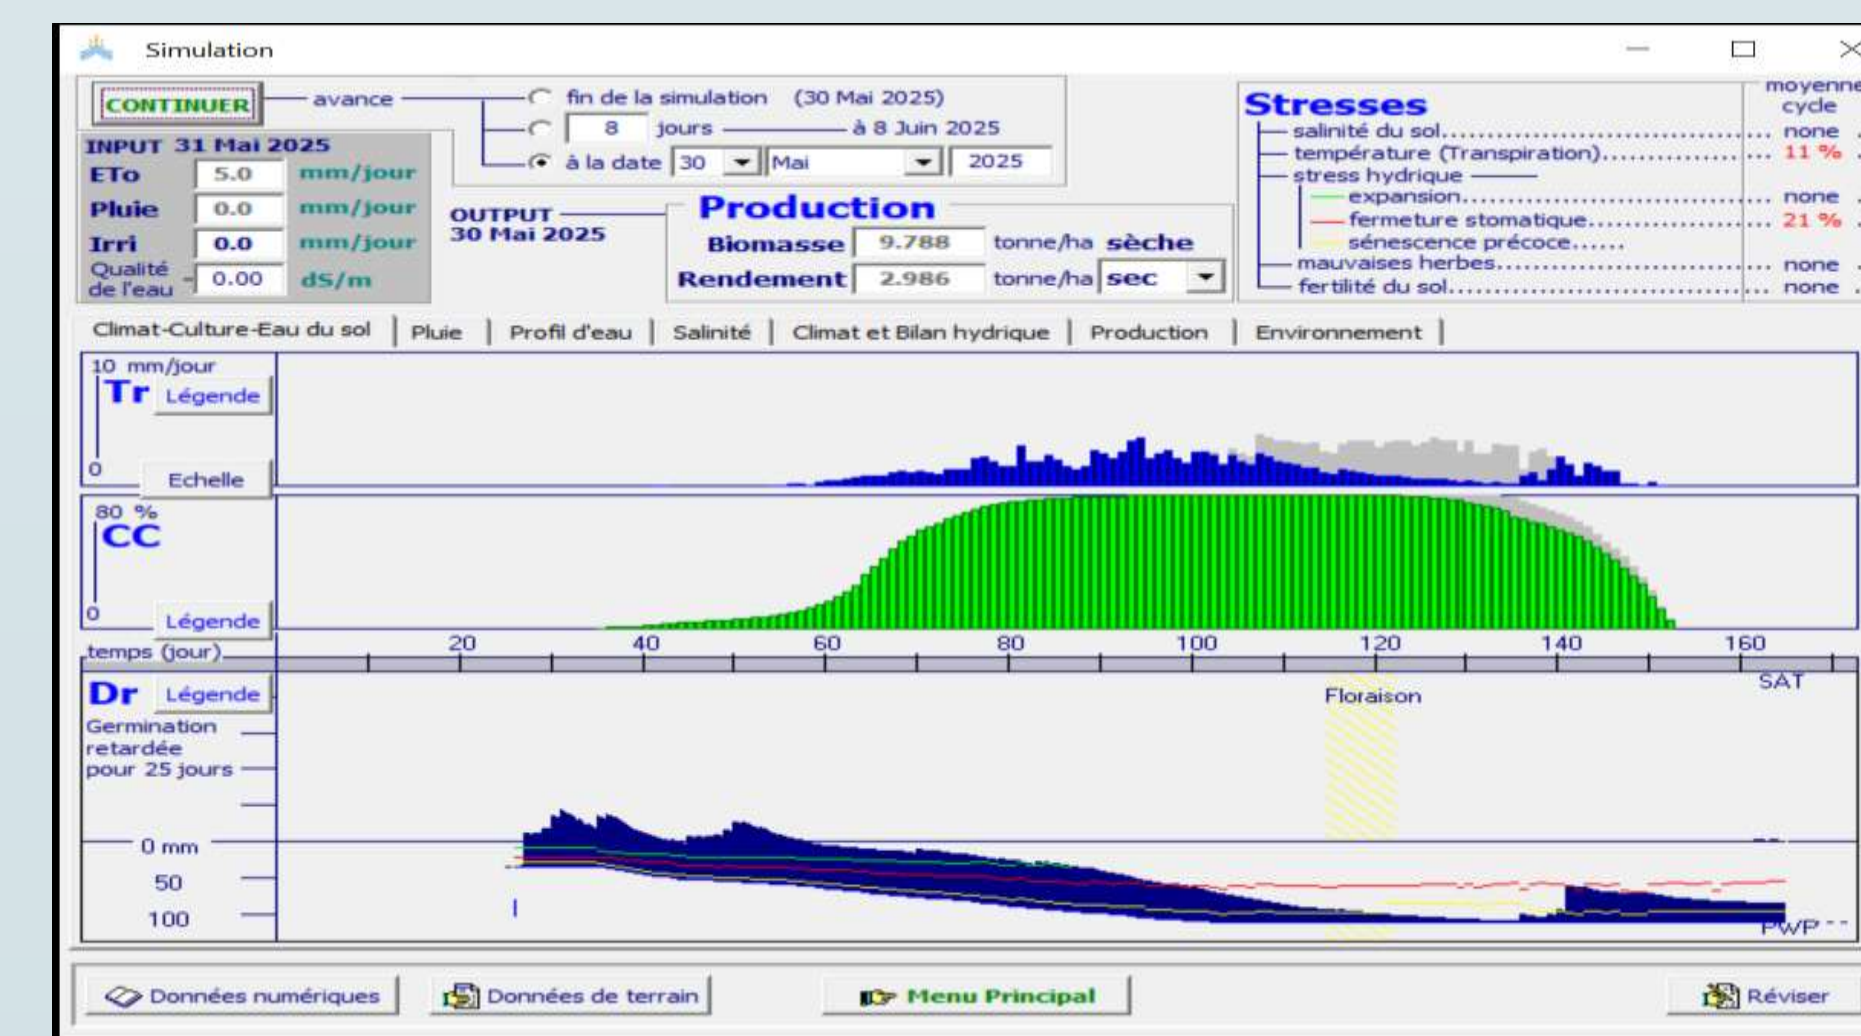 Simulation
CONTINUER
avance
fin de la simulation (30 Mai 2025)
8 jours à 8 Juin 2025
à la date 30 Mai 2025
INPUT 31 Mai 2025
ETo 5.0 mm/jour
Pluie 0.0 mm/jour
Irri 0.0 mm/jour
Qualité
de l'eau 0.00 dS/m
OUTPUT
30 Mai 2025
Production
Biomasse 9.788 tonne/ha sèche
Rendement 2.986 tonne/ha sec
Stresses
moyenne
cycle
salinité du sol................................... none .
température (Transpiration)................. 11 % .
stress hydrique
expansion................................... none .
fermeture stomatique................... 21 % .
sénescence précoce......
mauvaises herbes............................. none .
fertilité du sol.................................. none .
Climat-Culture-Eau du sol | Pluie | Profil d'eau | Salinité | Climat et Bilan hydrique | Production | Environnement |
10 mm/jour
Tr Légende
0
Echelle
80 %
CC
0
Légende
temps (jour)
20 40 60 80 100 120 140 160
Dr Légende
Floraison
SAT
Germination
retardée
pour 25 jours
0 mm
50
100
PWP
Données numériques
Données de terrain
Menu Principal
Réviser